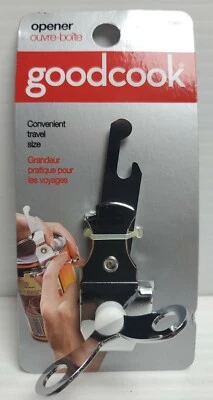 opener
ouvre-boîte
goodcook
Convenient
travel
size
Grandeur
pratique pour
les voyages